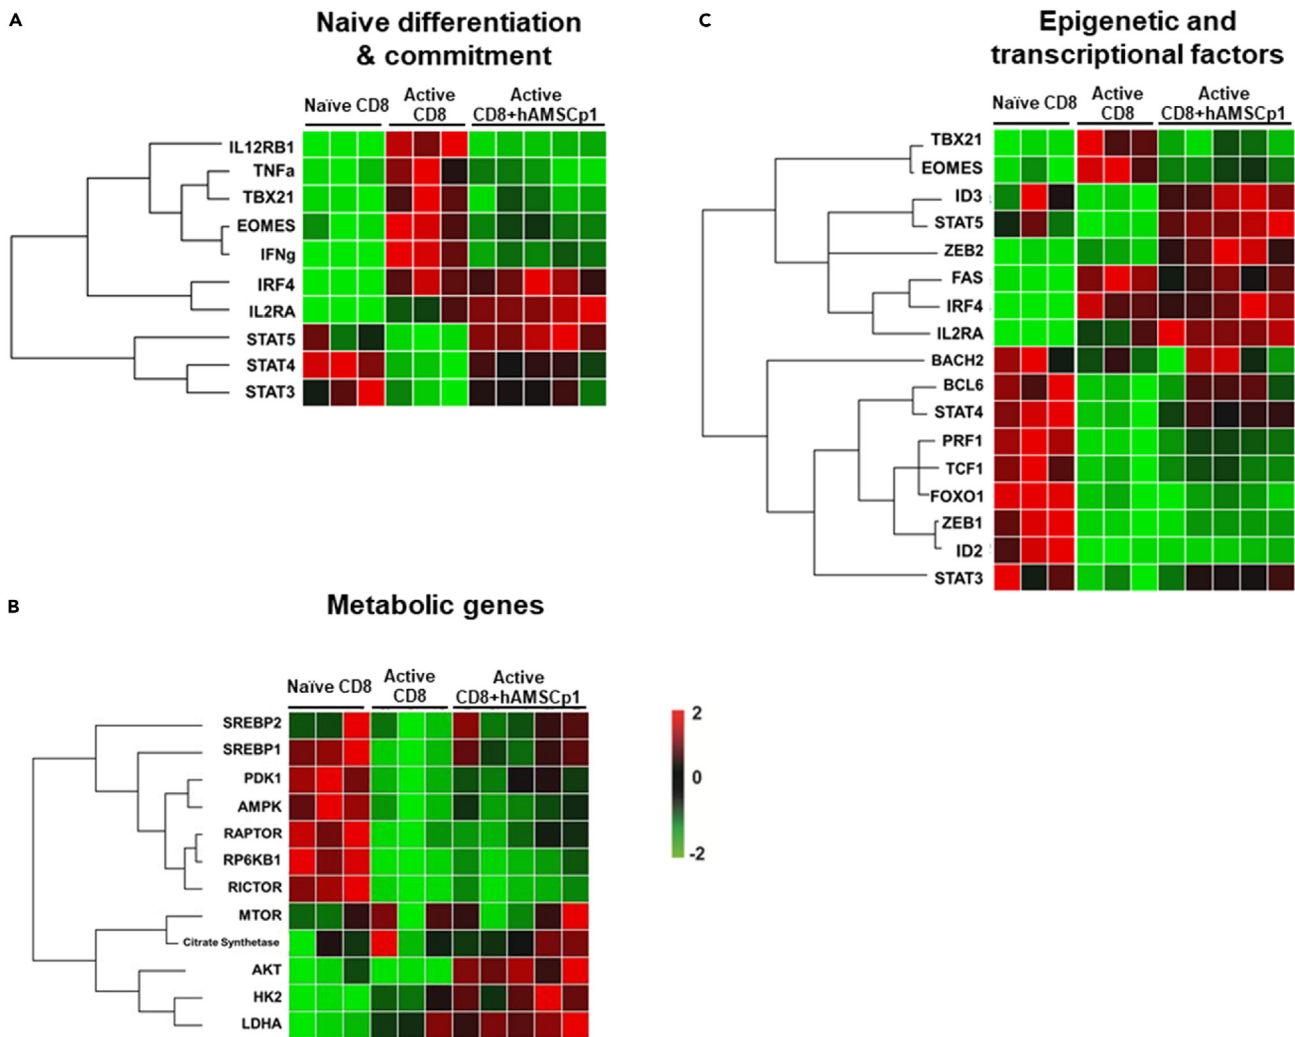 A
Naive differentiation
& commitment
Naïve CD8
Active
CD8
Active
CD8+hAMSCp1
IL12RB1
TNFa
TBX21
EOMES
IFNg
IRF4
IL2RA
STAT5
STAT4
STAT3
B
Metabolic genes
Naïve CD8
Active
CD8
Active
CD8+hAMSCp1
SREBP2
SREBP1
PDK1
AMPK
RAPTOR
RP6KB1
RICTOR
MTOR
Citrate Synthetase
AKT
HK2
LDHA
2
0
-2
C
Epigenetic and
transcriptional factors
Naïve CD8
Active
CD8
Active
CD8+hAMSCp1
TBX21
EOMES
ID3
STAT5
ZEB2
FAS
IRF4
IL2RA
BACH2
BCL6
STAT4
PRF1
TCF1
FOXO1
ZEB1
ID2
STAT3